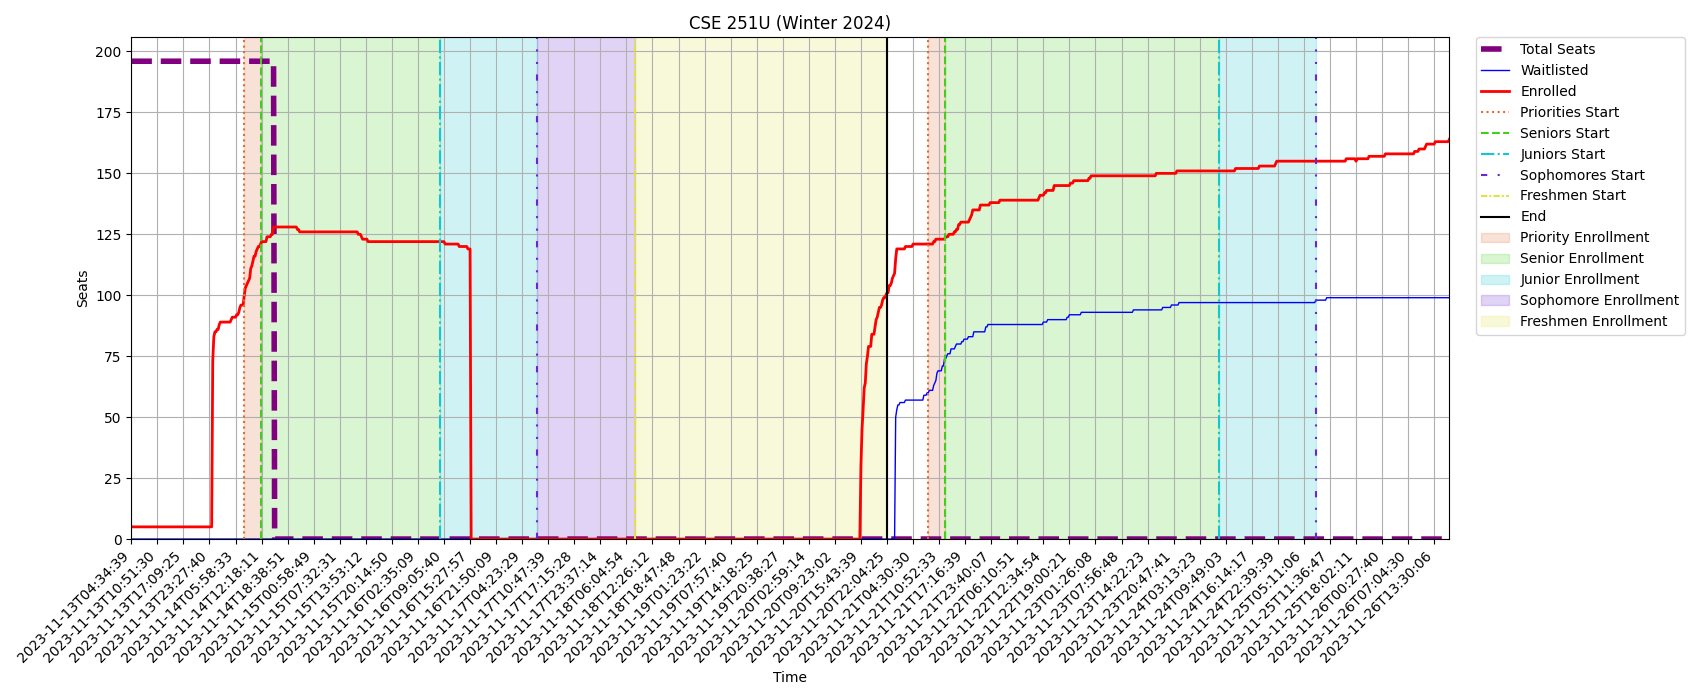 CSE 251U (Winter 2024)
Seats
200
175
150
125
100
75
50
25
0
2023-11-13T04:34:39
2023-11-13T10:51:30
2023-11-13T17:09:25
2023-11-13T23:27:40
2023-11-14T05:58:33
2023-11-14T12:18:11
2023-11-14T18:38:51
2023-11-15T00:58:49
2023-11-15T07:32:31
2023-11-15T13:53:12
2023-11-15T20:14:50
2023-11-16T02:35:09
2023-11-16T09:05:40
2023-11-16T15:27:57
2023-11-16T21:50:09
2023-11-17T04:23:29
2023-11-17T10:47:39
2023-11-17T17:15:28
2023-11-17T23:37:14
2023-11-18T06:04:54
2023-11-18T12:26:12
2023-11-18T18:47:48
2023-11-19T01:23:22
2023-11-19T07:57:40
2023-11-19T14:18:25
2023-11-19T20:38:27
2023-11-20T02:59:14
2023-11-20T09:23:02
2023-11-20T15:43:39
2023-11-20T22:04:25
2023-11-21T04:30:30
2023-11-21T10:52:33
2023-11-21T17:16:39
2023-11-21T23:40:07
2023-11-22T06:10:51
2023-11-22T12:34:54
2023-11-22T19:00:21
2023-11-23T01:26:08
2023-11-23T07:56:48
2023-11-23T14:22:23
2023-11-23T20:47:41
2023-11-24T03:13:23
2023-11-24T09:49:03
2023-11-24T16:14:17
2023-11-24T22:39:39
2023-11-25T05:11:06
2023-11-25T11:36:47
2023-11-25T18:02:11
2023-11-26T00:27:40
2023-11-26T07:04:30
2023-11-26T13:30:06
Time
Total Seats
Waitlisted
Enrolled
Priorities Start
Seniors Start
Juniors Start
Sophomores Start
Freshmen Start
End
Priority Enrollment
Senior Enrollment
Junior Enrollment
Sophomore Enrollment
Freshmen Enrollment